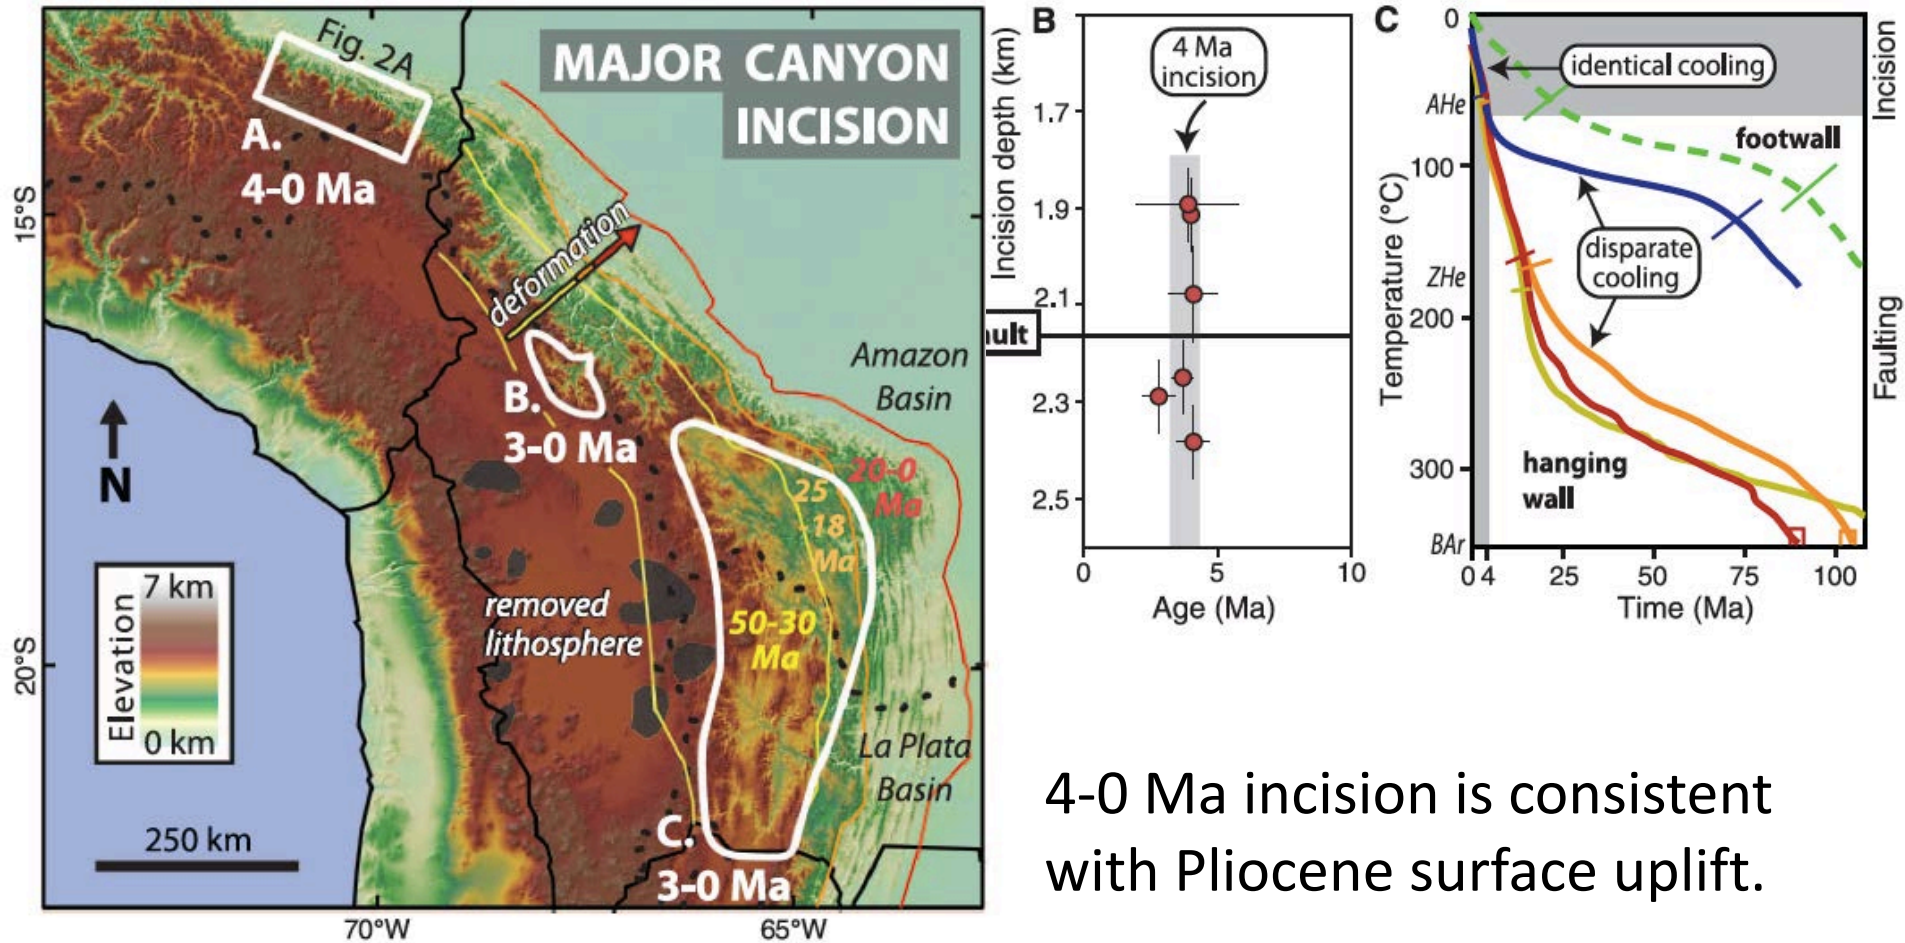 MAJOR CANYON
INCISION
Fig. 2A
A.
4-0 Ma
15°S
deformation
Amazon
Basin
B.
3-0 Ma
N
20-0
Ma
25
-18
Ma
removed
lithosphere
50-30
Ma
20°S
Elevation
7 km
0 km
La Plata
Basin
250 km
C.
3-0 Ma
70°W
65°W
B
Incision depth (km)
4 Ma
incision
1.7
1.9
2.1
ault
2.3
2.5
0
5
10
Age (Ma)
C
0
identical cooling
Incision
AHe
footwall
100
disparate
cooling
ZHe
Temperature (°C)
200
Faulting
300
hanging
wall
BAr
0 4 25 50 75 100
Time (Ma)
4-0 Ma incision is consistent
with Pliocene surface uplift.